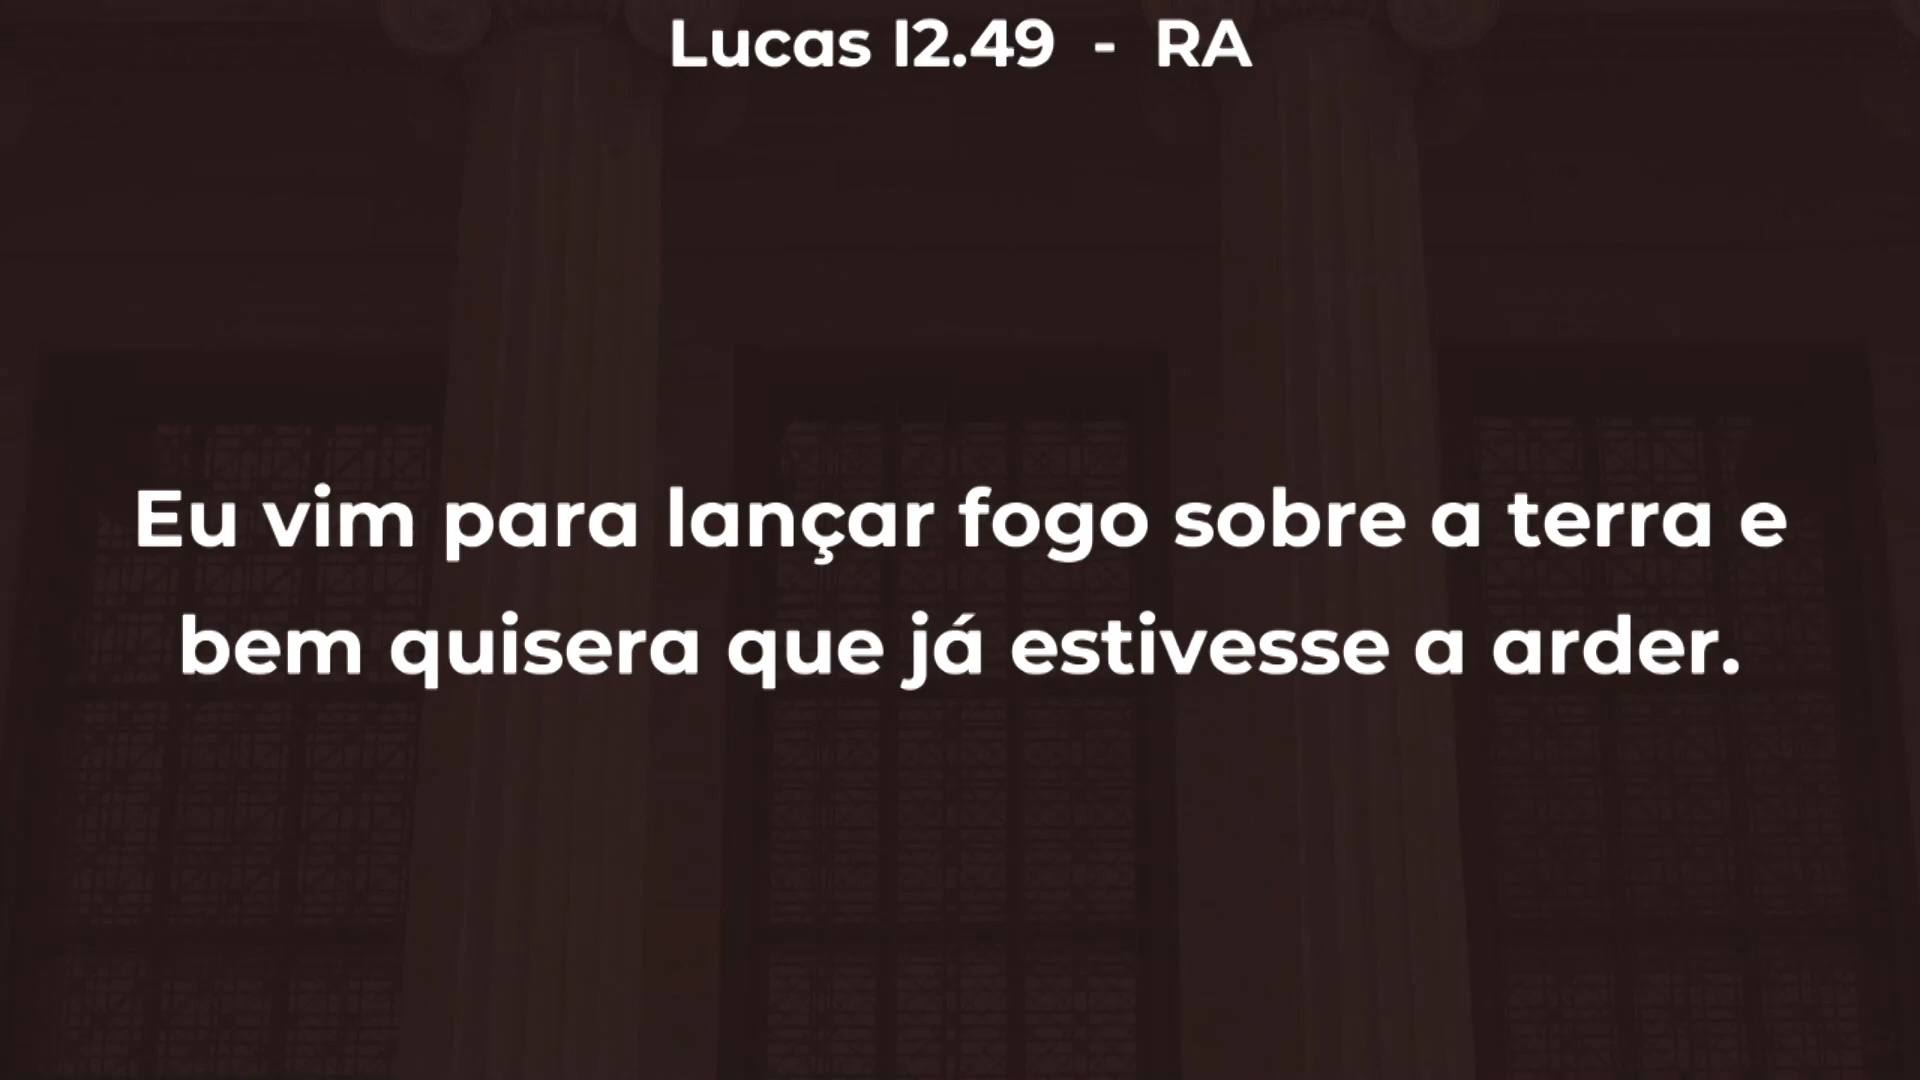 Lucas 12.49 - RA
Eu vim para lançar fogo sobre a terra e
bem quisera que já estivesse a arder.